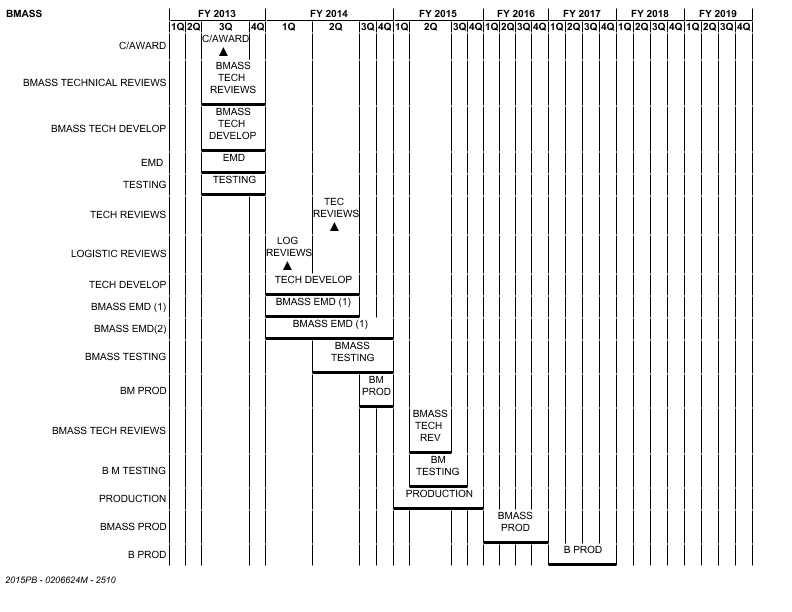 BMASS
FY 2013 FY 2014 FY 2015 FY 2016 FY 2017 FY 2018 FY 2019
1Q 2Q 3Q 4Q 1Q 2Q 3Q 4Q 1Q 2Q 3Q 4Q 1Q 2Q 3Q 4Q 1Q 2Q 3Q 4Q 1Q 2Q 3Q 4Q 1Q 2Q 3Q 4Q
C/AWARD
C/AWARD
BMASS TECHNICAL REVIEWS
BMASS
TECH
REVIEWS
BMASS TECH DEVELOP
BMASS
TECH
DEVELOP
EMD
EMD
TESTING
TESTING
TECH REVIEWS
TEC
REVIEWS
LOGISTIC REVIEWS
LOG
REVIEWS
TECH DEVELOP
TECH DEVELOP
BMASS EMD (1)
BMASS EMD (1)
BMASS EMD(2)
BMASS EMD (1)
BMASS TESTING
BMASS
TESTING
BM PROD
BM
PROD
BMASS TECH REVIEWS
BMASS
TECH
REV
B M TESTING
BM
TESTING
PRODUCTION
PRODUCTION
BMASS PROD
BMASS
PROD
B PROD
B PROD
2015PB - 0206624M - 2510